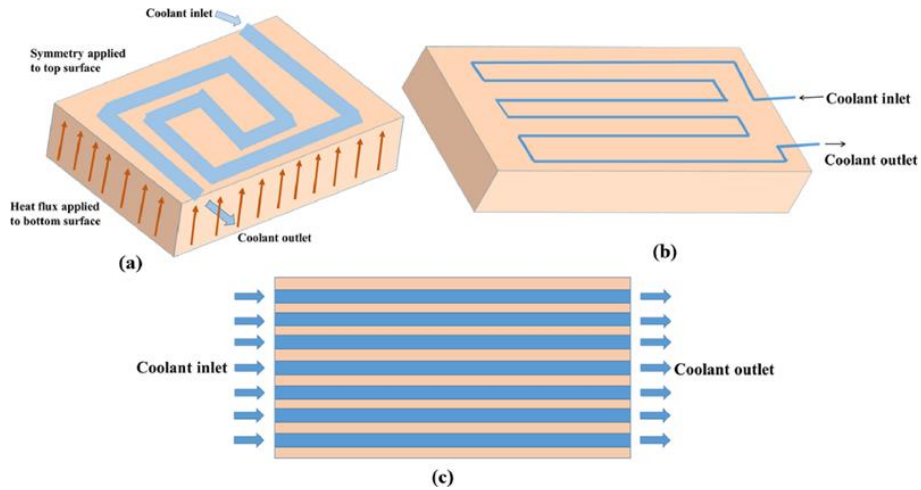 Coolant inlet
Symmetry applied
to top surface
Heat flux applied
to bottom surface
Coolant outlet
(a)
Coolant inlet
Coolant outlet
(b)
Coolant inlet
Coolant outlet
(c)